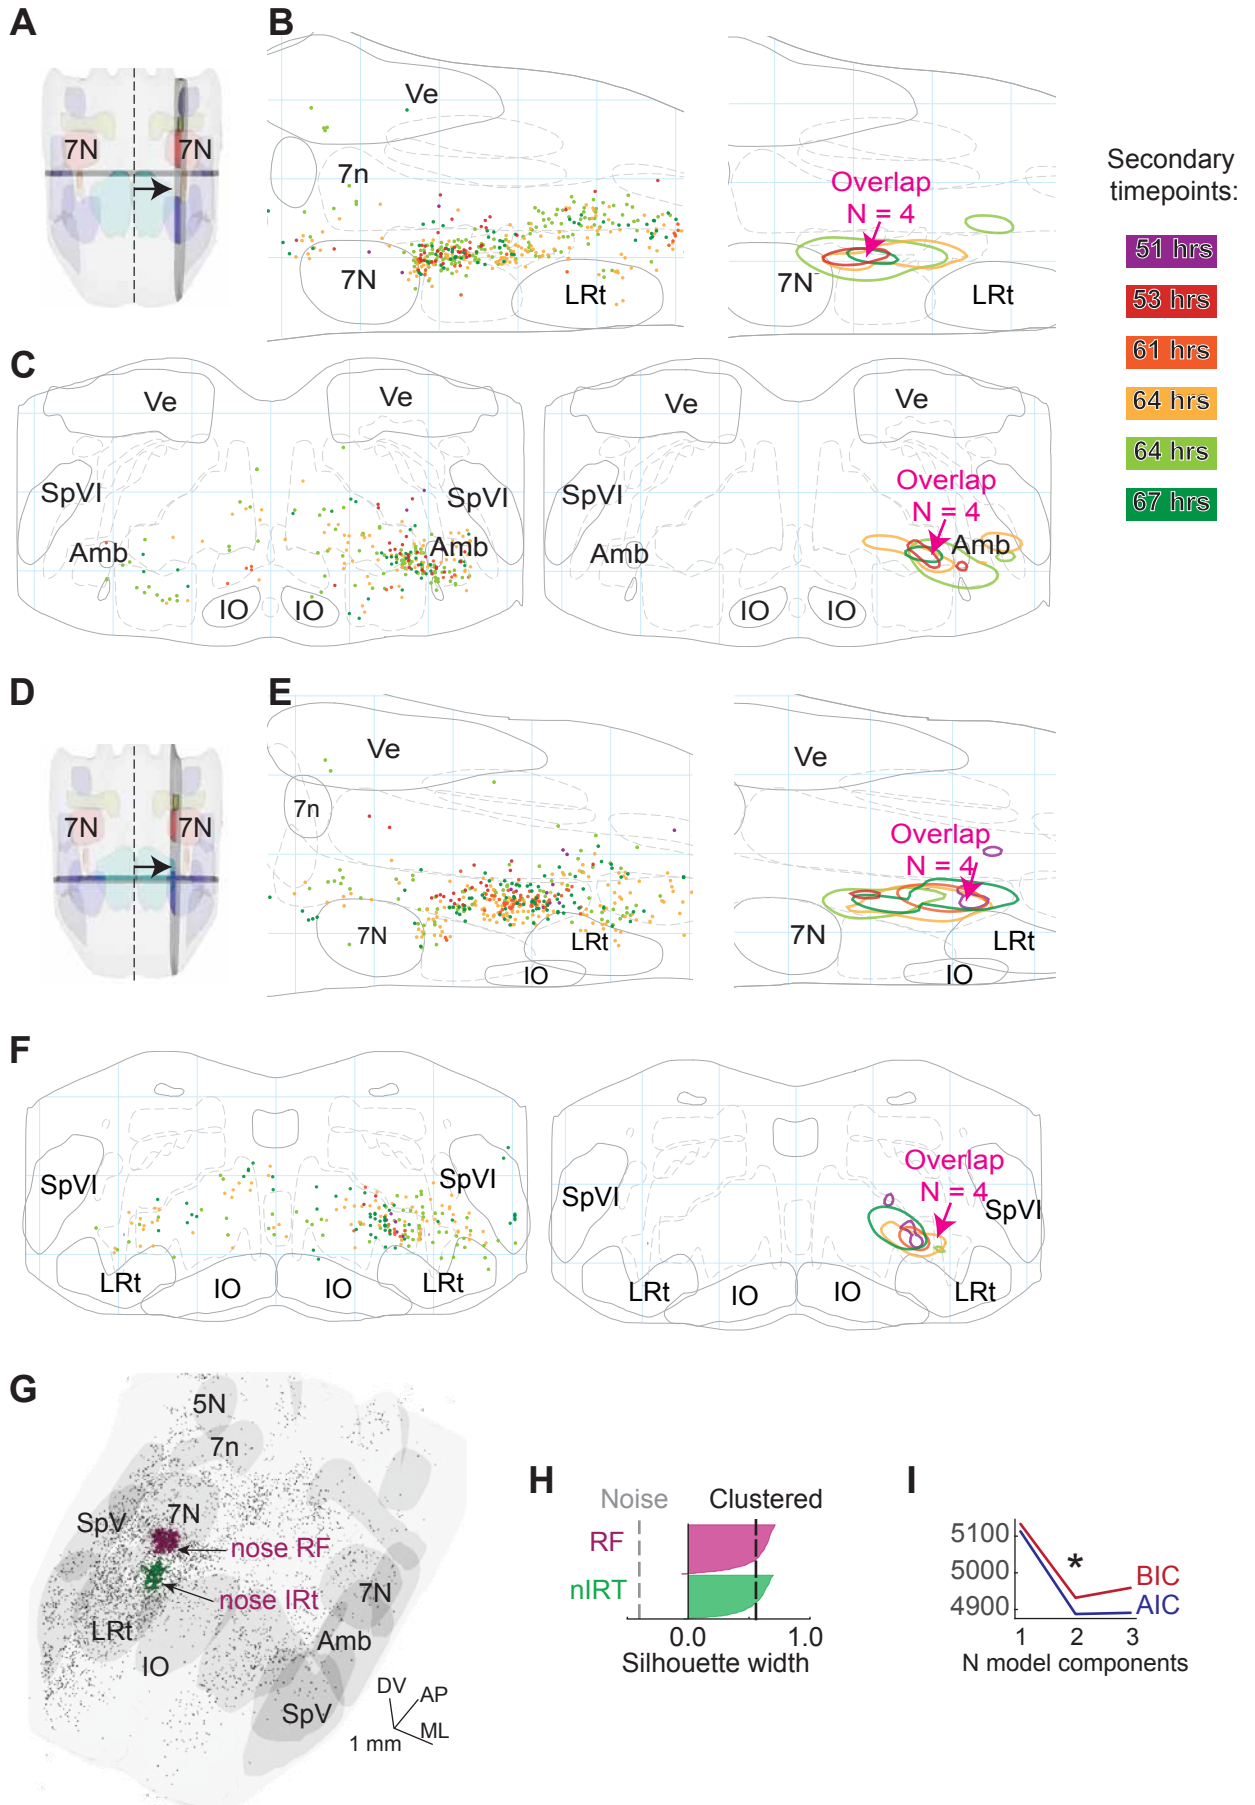 A
7N
7N
B
Ve
7n
7N
LRt
Overlap
N = 4
7N
LRt
Secondary
timepoints:
51 hrs
53 hrs
61 hrs
64 hrs
64 hrs
67 hrs
C
Ve
Ve
SpVI
SpVI
Amb
Amb
IO
IO
Ve
Ve
SpVI
Overlap
N = 4
Amb
Amb
IO
IO
D
7N
7N
E
Ve
7n
7N
LRt
IO
Ve
Overlap
N = 4
7N
LRt
IO
F
SpVI
SpVI
LRt
IO
IO
LRt
Overlap
N = 4
SpVI
SpVI
LRt
IO
IO
LRt
G
5N
7n
7N
SpV
nose RF
nose IRt
7N
LRt
Amb
IO
SpV
DV
AP
ML
1 mm
H
Noise
Clustered
RF
nIRT
0.0
1.0
Silhouette width
I
5100
5000
4900
*
BIC
AIC
1
2
3
N model components